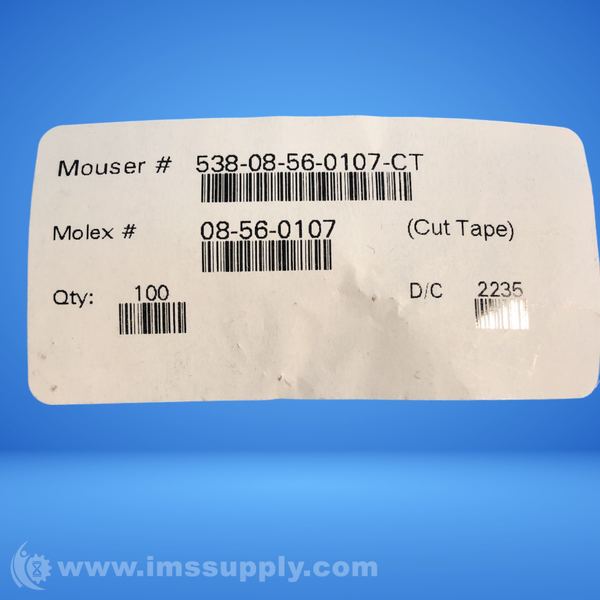 Mouser # 538-08-56-0107-CT
Molex # 08-56-0107 (Cut Tape)
Qty: 100 D/C 2235
www.imssupply.com